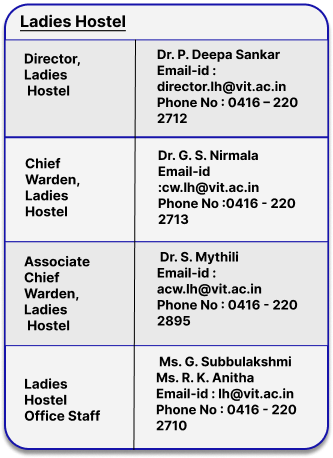 Ladies Hostel
Director,
Ladies
Hostel
Dr. P. Deepa Sankar
Email-id :
director.lh@vit.ac.in
Phone No : 0416 – 220
2712
Chief
Warden,
Ladies
Hostel
Dr. G. S. Nirmala
Email-id
:cw.lh@vit.ac.in
Phone No :0416 - 220
2713
Associate
Chief
Warden,
Ladies
Hostel
Dr. S. Mythili
Email-id :
acw.lh@vit.ac.in
Phone No : 0416 - 220
2895
Ladies
Hostel
Office Staff
Ms. G. Subbulakshmi
Ms. R. K. Anitha
Email-id : lh@vit.ac.in
Phone No : 0416 - 220
2710